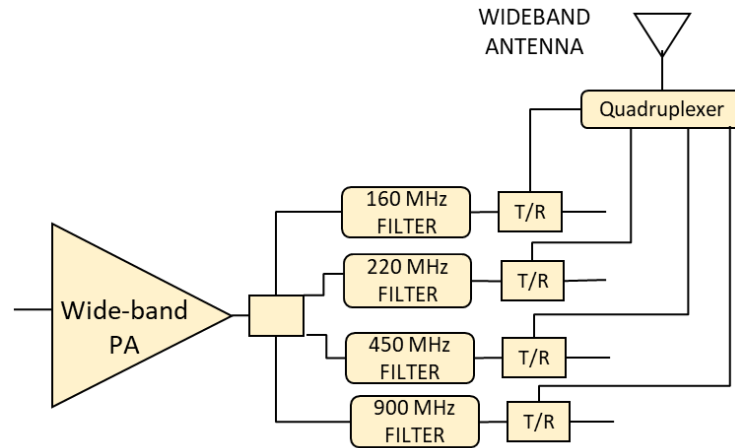 WIDEBAND
ANTENNA
Quadruplexer
160 MHz
FILTER
T/R
220 MHz
FILTER
T/R
Wide-band
PA
450 MHz
FILTER
T/R
900 MHz
FILTER
T/R